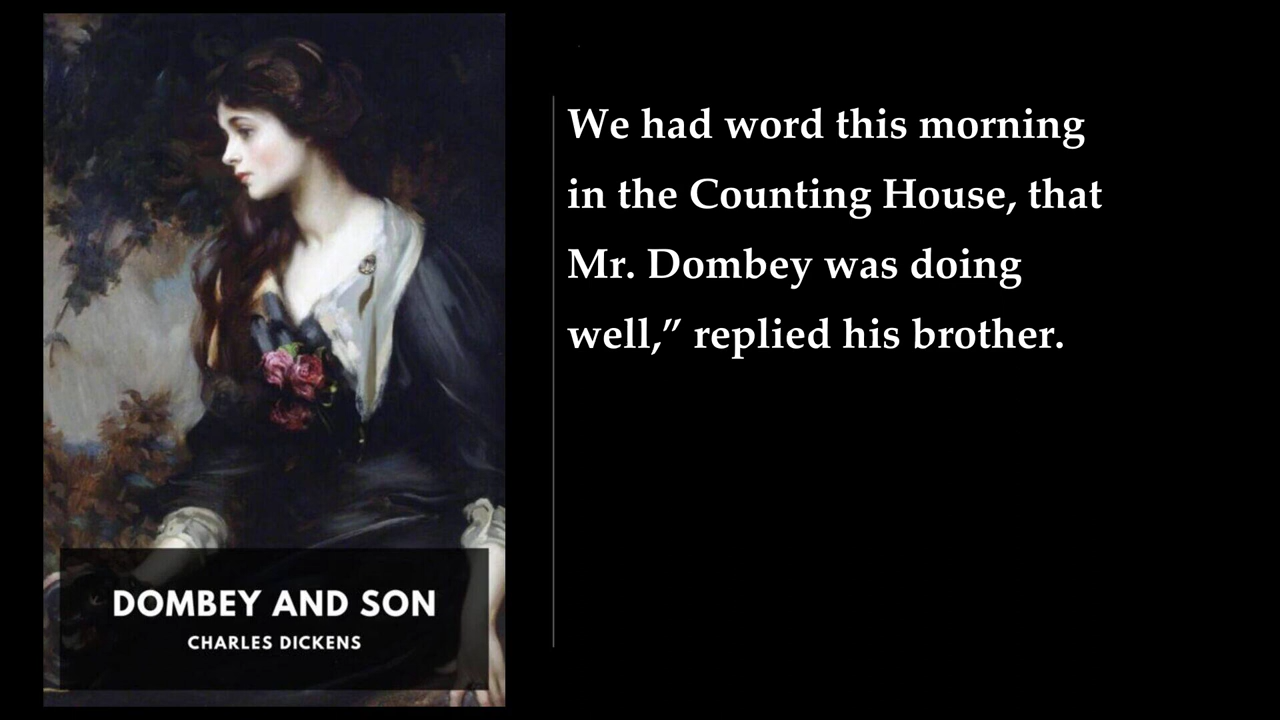 We had word this morning
in the Counting House, that
Mr. Dombey was doing
well,” replied his brother.
DOMBEY AND SON
CHARLES DICKENS